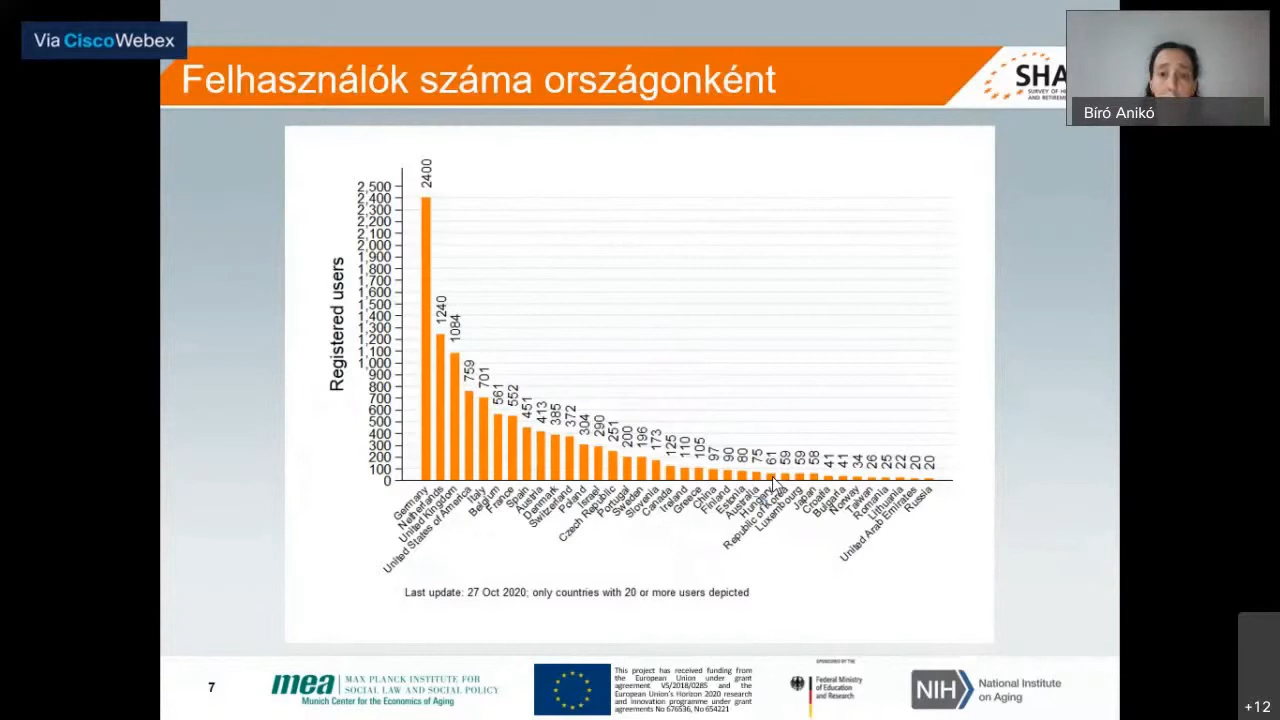 Via Cisco Webex
Felhasználók száma országonként
SHA
SURVEY OF H
AND RETIREM
Bíró Anikó
Registered users
2,500
2,400
2,300
2,200
2,100
2,000
1,900
1,800
1,700
1,600
1,500
1,400
1,300
1,200
1,100
1,000
900
800
700
600
500
400
300
200
100
0
2400
1240
1084
759
701
561
552
451
413
385
372
304
290
251
200
196
173
125
110
105
97
90
80
75
61
59
59
58
41
41
34
26
25
22
20
20
Germany
Netherlands
United Kingdom
United States of America
Italy
Belgium
France
Spain
Austria
Denmark
Switzerland
Poland
Israel
Czech Republic
Portugal
Sweden
Slovenia
Canada
Ireland
Greece
China
Finland
Estonia
Australia
Hungary
Republic of Korea
Luxembourg
Japan
Croatia
Bulgaria
Norway
Taiwan
Romania
Lithuania
United Arab Emirates
Russia
Last update: 27 Oct 2020; only countries with 20 or more users depicted
7
mea
MAX PLANCK INSTITUTE FOR
SOCIAL LAW AND SOCIAL POLICY
Munich Center for the Economics of Aging
This project has received funding from
the European Union under grant
agreement VS/2018/0285 and the
European Union's Horizon 2020 research
and innovation programme under grant
agreements No 676536, No 654221
SPONSORED BY THE
Federal Ministry
of Education
and Research
NIH
National Institute
on Aging
+12